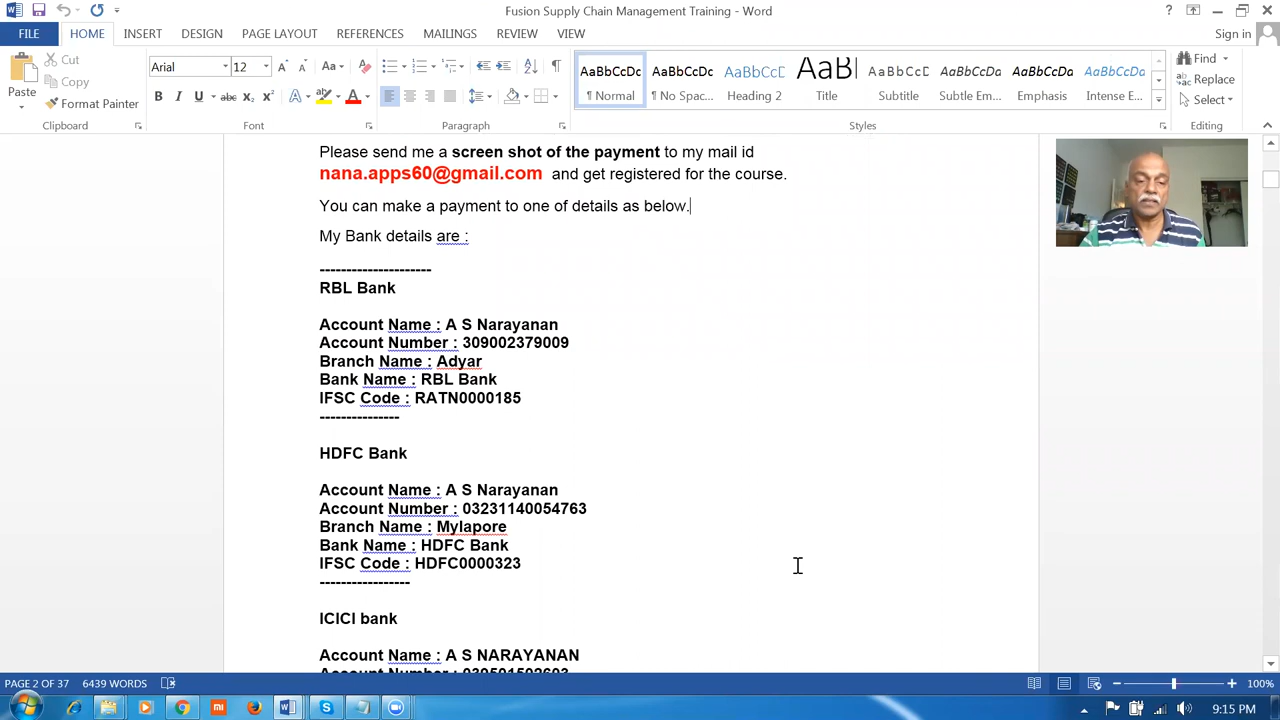 Fusion Supply Chain Management Training - Word
? 
Sign in
FILE HOME INSERT DESIGN PAGE LAYOUT REFERENCES MAILINGS REVIEW VIEW
Cut
Copy
Format Painter
Paste
Arial 12
AaBbCcDc AaBbCcDc AaBbCcDc AaBl AaBbCcDc AaBbCcDa AaBbCcDa AaBbCcDa
¶ Normal ¶ No Spac... Heading 2 Title Subtitle Subtle Em... Emphasis Intense E...
Find
Replace
Select
Clipboard Font Paragraph Styles Editing
Please send me a screen shot of the payment to my mail id
nana.apps60@gmail.com and get registered for the course.
You can make a payment to one of details as below.
My Bank details are :
---------------------
RBL Bank
Account Name : A S Narayanan
Account Number : 309002379009
Branch Name : Adyar
Bank Name : RBL Bank
IFSC Code : RATN0000185
---------------
HDFC Bank
Account Name : A S Narayanan
Account Number : 03231140054763
Branch Name : Mylapore
Bank Name : HDFC Bank
IFSC Code : HDFC0000323
-----------------
ICICI bank
Account Name : A S NARAYANAN
PAGE 2 OF 37 6439 WORDS
100%
9:15 PM